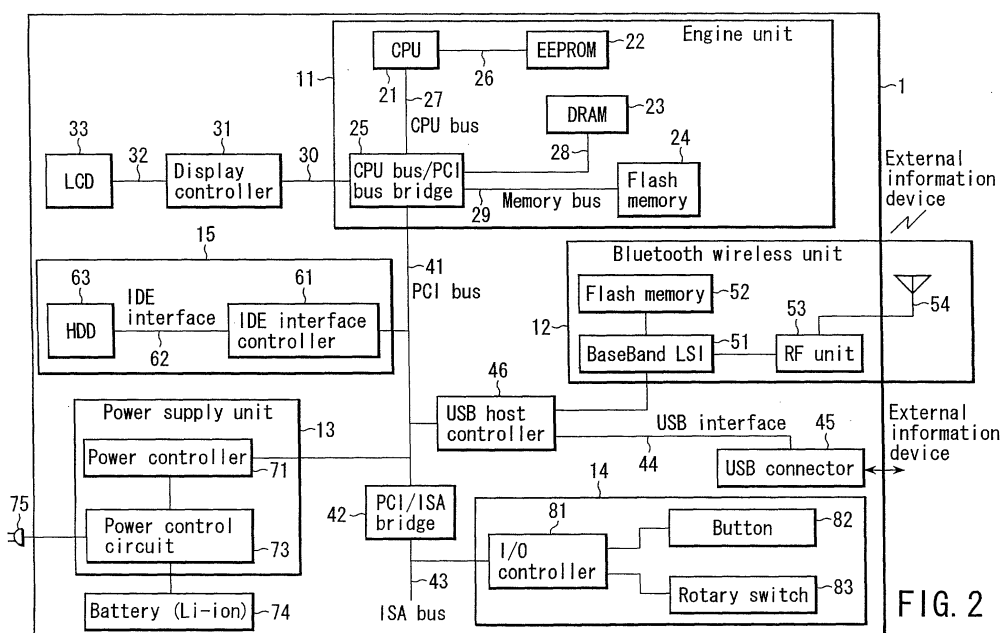 Engine unit
11
CPU
21
26
EEPROM
22
1
27
CPU bus
DRAM
23
28
33
LCD
32
31
Display
controller
30
25
CPU bus/PCI
bus bridge
24
Flash
memory
29
Memory bus
External
information
device
15
63
HDD
IDE
interface
62
61
IDE interface
controller
41
PCI bus
Bluetooth wireless unit
Flash memory
52
12
BaseBand LSI
51
53
RF unit
54
46
USB host
controller
USB interface
44
45
USB connector
External
information
device
Power supply unit
13
Power controller
71
75
Power control
circuit
73
Battery (Li-ion)
74
42
PCI/ISA
bridge
43
ISA bus
14
81
I/O
controller
Button
82
Rotary switch
83
FIG. 2